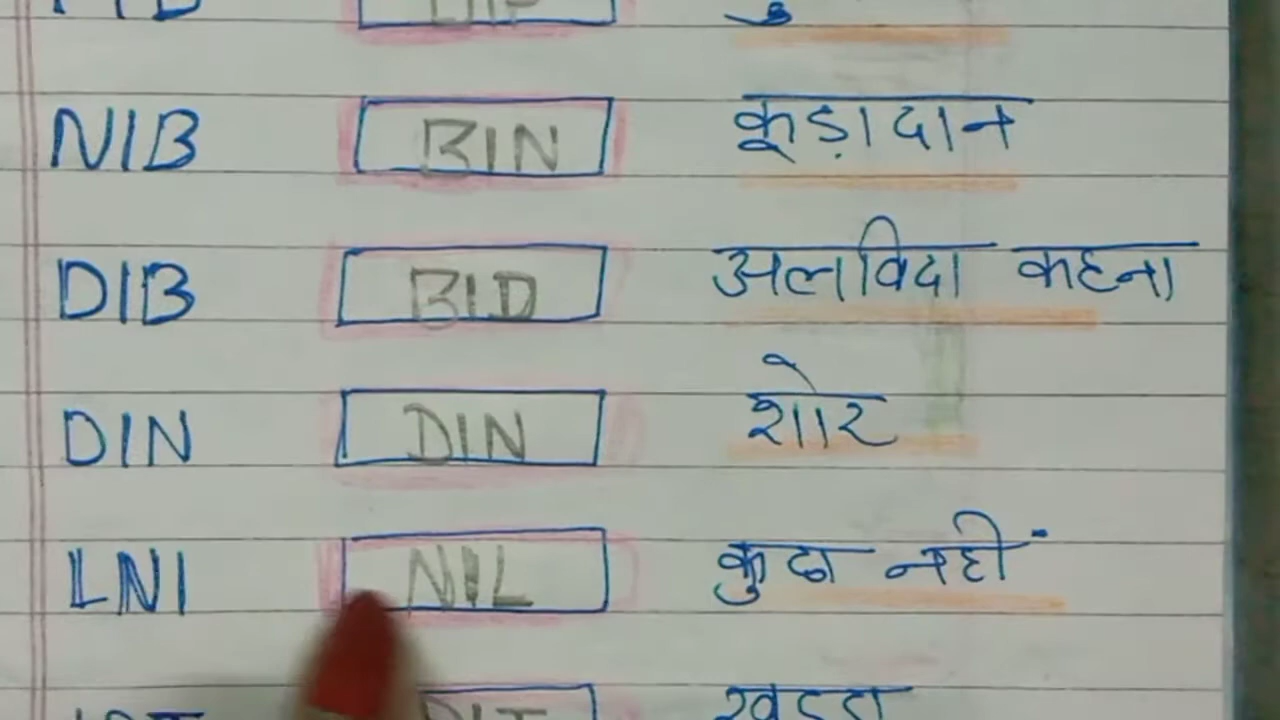 NIB BIN कूड़ादान
DIB BID अलविदा कहना
DIN DIN शोर
LNI NIL कुछ नहीं